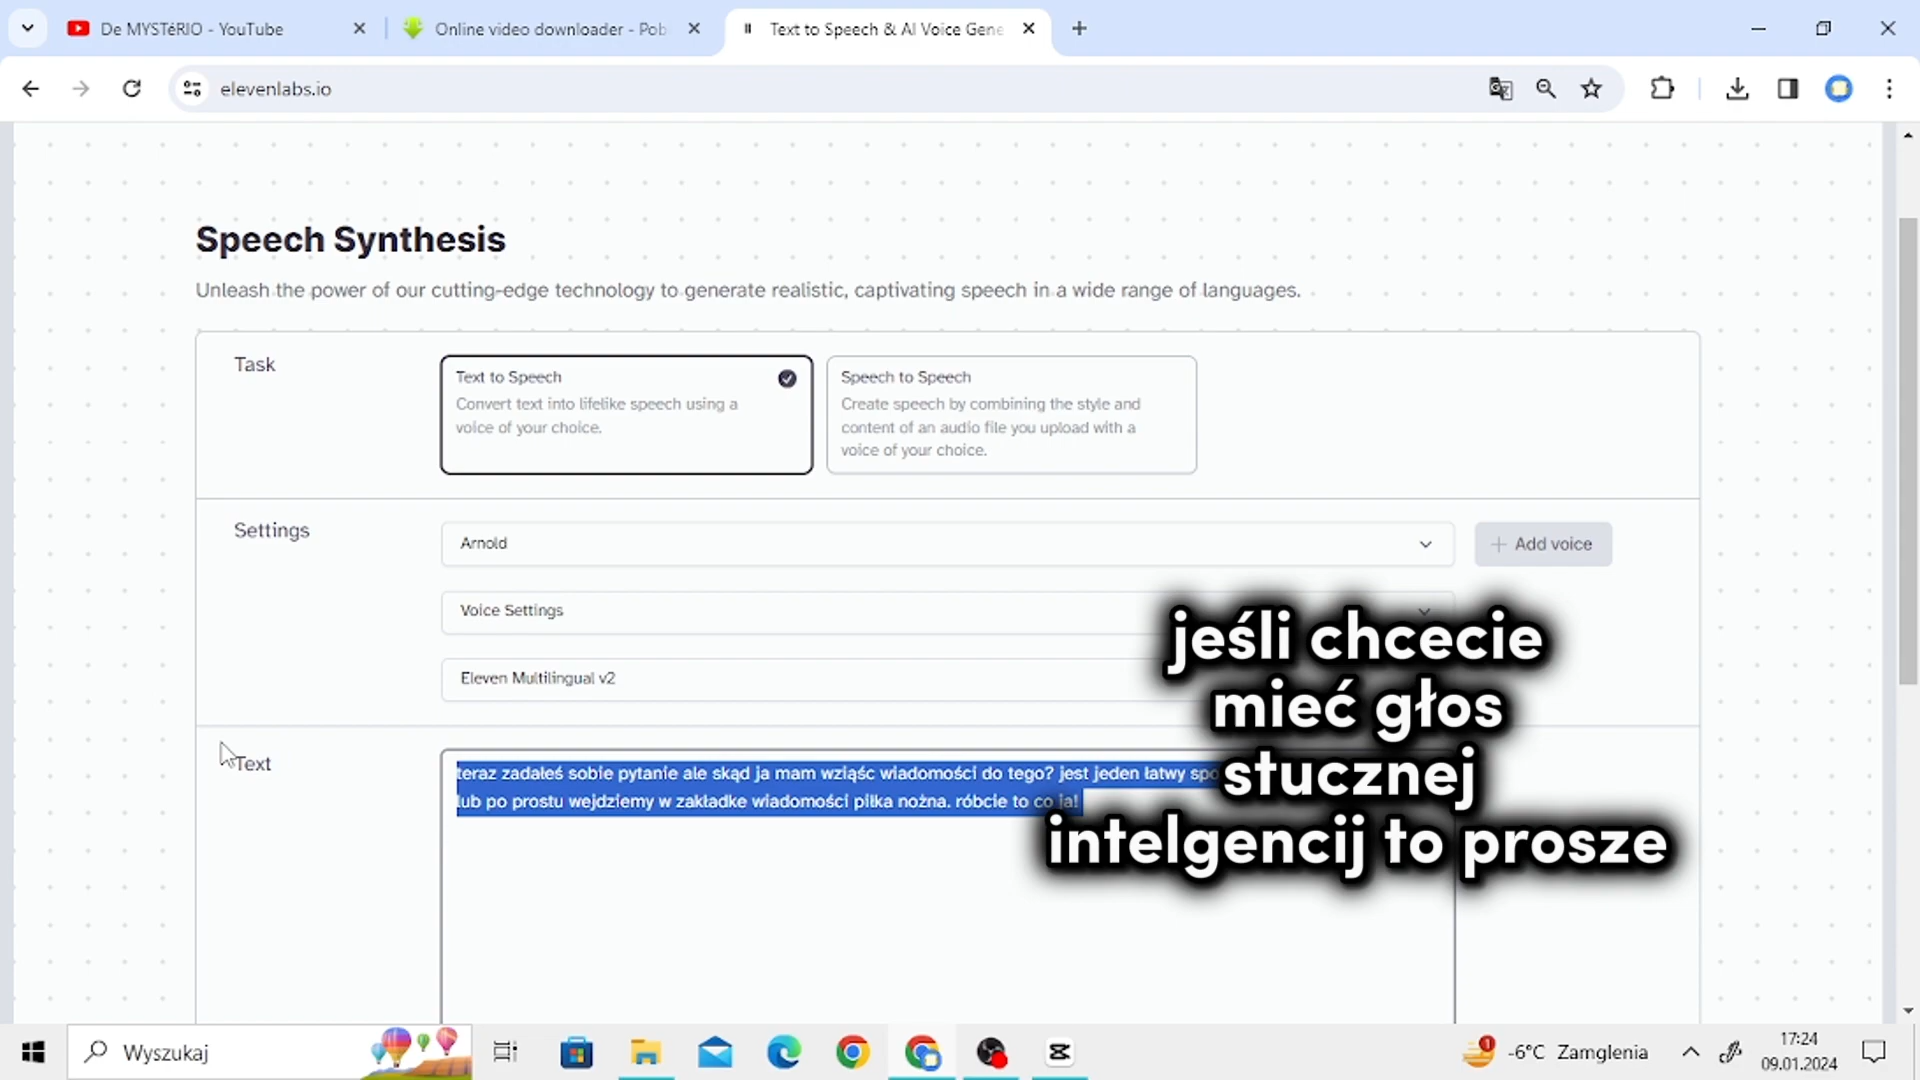 De MYSTéRIO - YouTube
Online video downloader - Pob
Text to Speech & AI Voice Gene
elevenlabs.io
Speech Synthesis
Unleash the power of our cutting-edge technology to generate realistic, captivating speech in a wide range of languages.
Task
Text to Speech
Convert text into lifelike speech using a
voice of your choice.
Speech to Speech
Create speech by combining the style and
content of an audio file you upload with a
voice of your choice.
Settings
Arnold
Add voice
Voice Settings
Eleven Multilingual v2
Text
teraz zadałeś sobie pytanie ale skąd ja mam wziąśc wiadomości do tego? jest jeden łatwy spo
lub po prostu wejdziemy w zakładke wiadomości piłka nożna. róbcie to co ja!
jeśli chcecie
mieć głos
stucznej
intelgencij to prosze
Wyszukaj
1
-6°C Zamglenia
17:24
09.01.2024